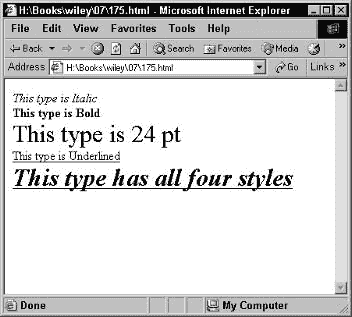 H:\Books\wiley\07\175.html - Microsoft Internet Explorer
File Edit View Favorites Tools Help
Back Search Favorites Media
Address H:\Books\wiley\07\175.html Go Links »
This type is Italic
This type is Bold
This type is 24 pt
This type is Underlined
This type has all four styles
Done My Computer